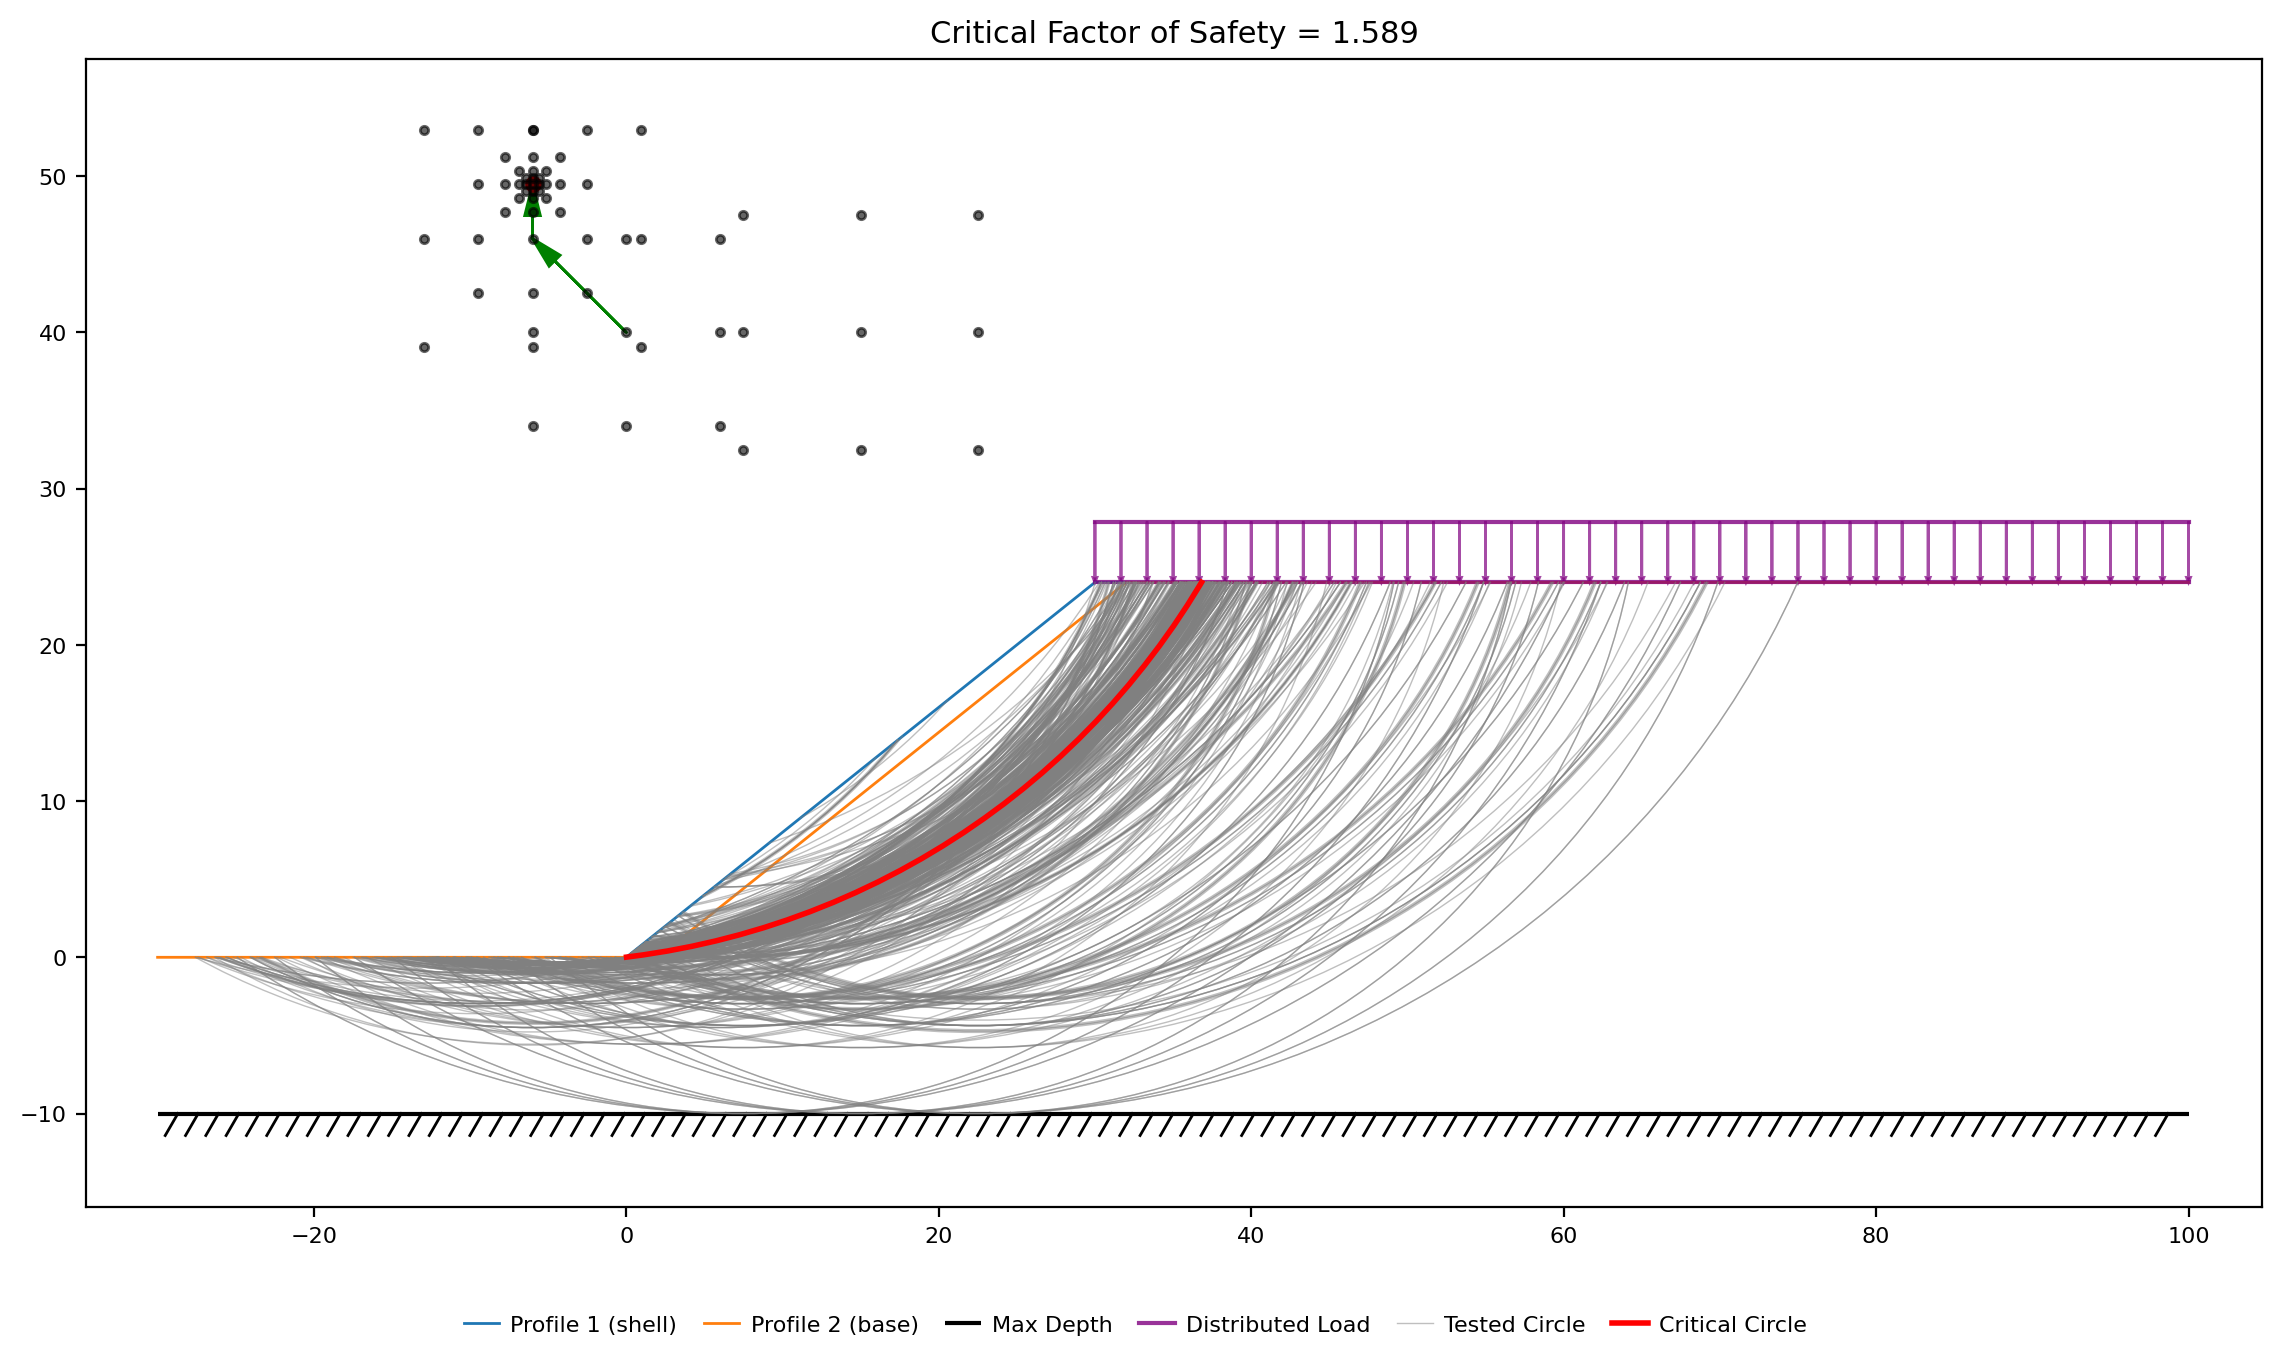 Critical Factor of Safety = 1.589
50
40
30
20
10
0
−10
−20 0 20 40 60 80 100
Profile 1 (shell) Profile 2 (base) Max Depth Distributed Load Tested Circle Critical Circle